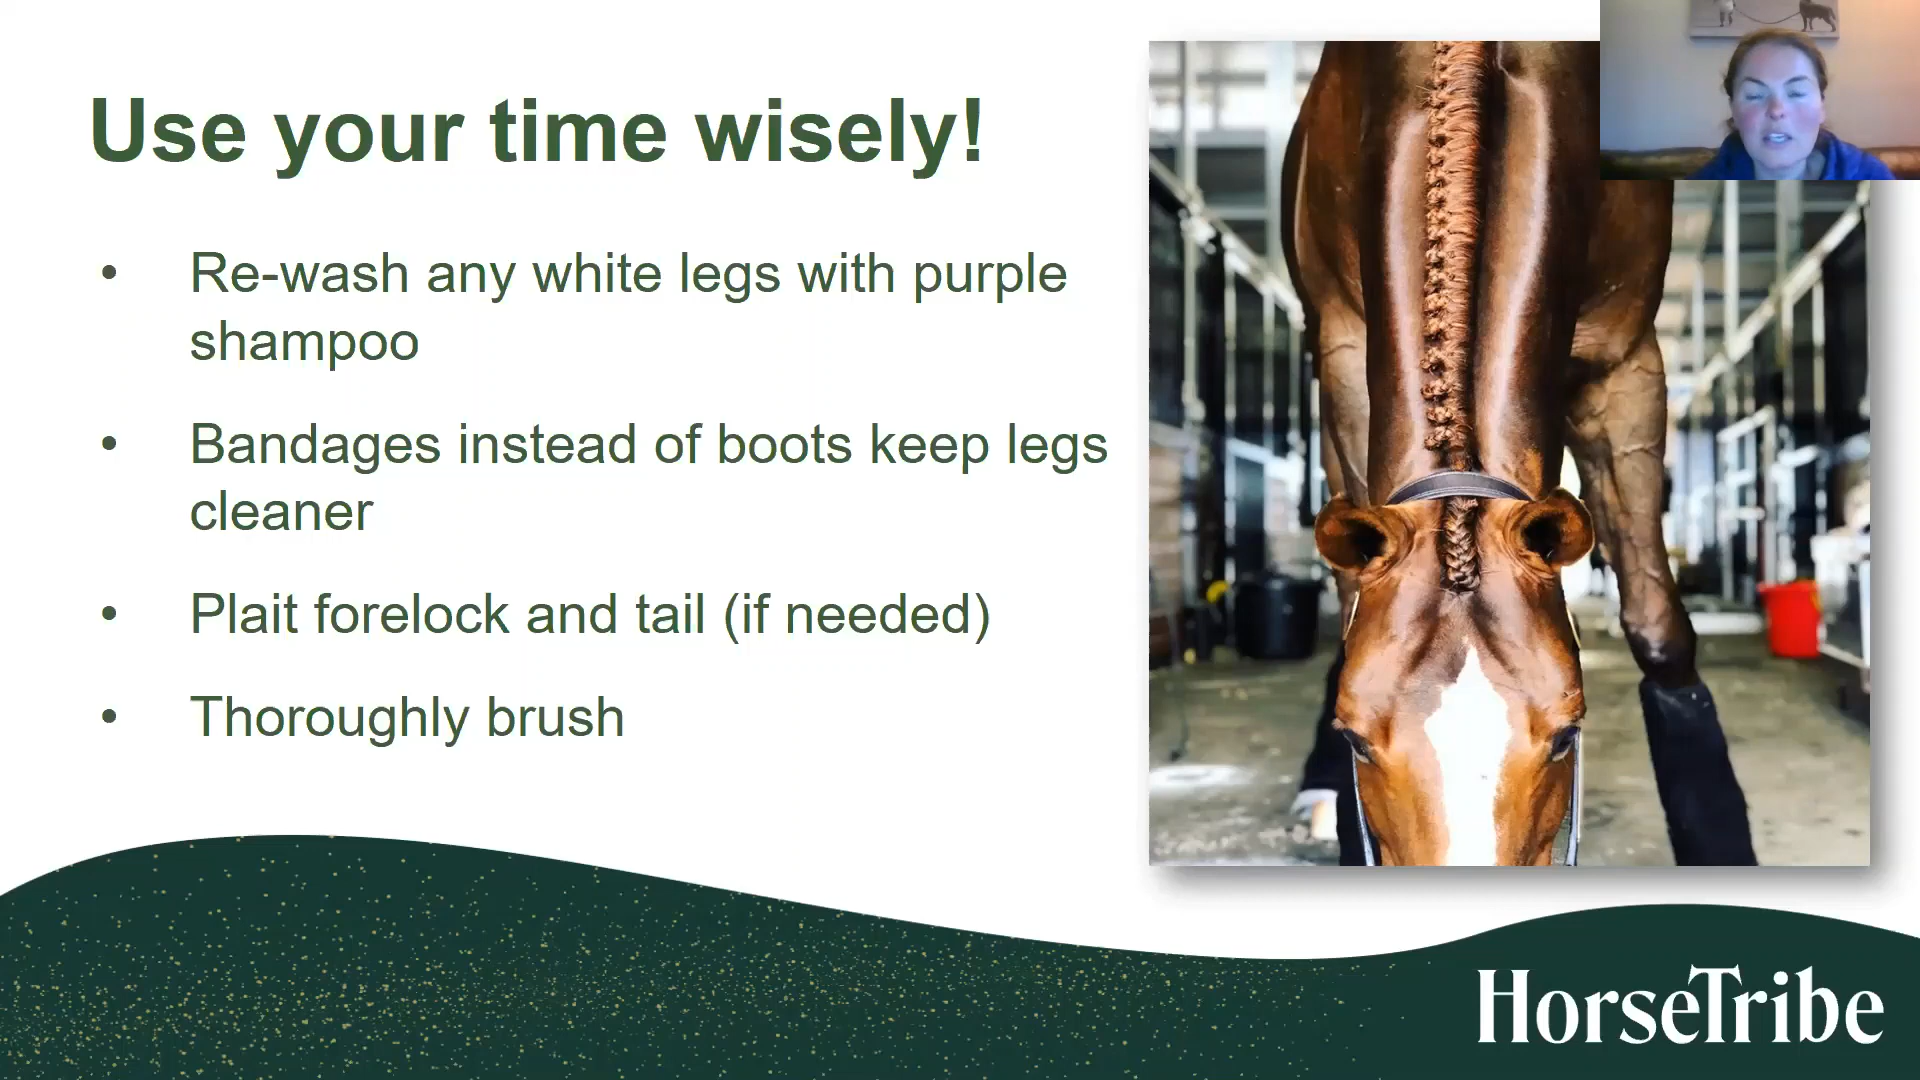 Use your time wisely!
• Re-wash any white legs with purple
shampoo
• Bandages instead of boots keep legs
cleaner
• Plait forelock and tail (if needed)
• Thoroughly brush
HorseTribe